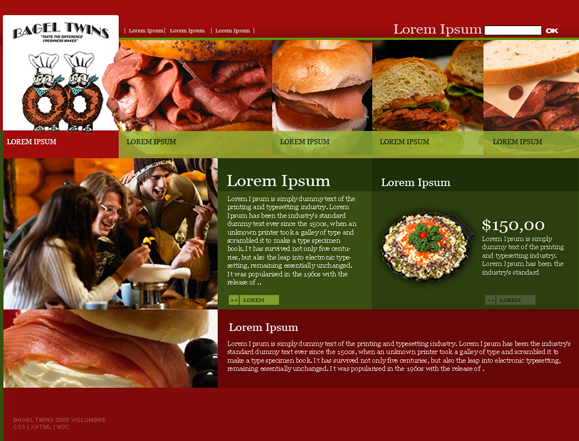 BAGEL TWINS
"TASTE THE DIFFERENCE
FRESHNESS MAKES"
| Lorem Ipsum | Lorem Ipsum | Lorem Ipsum |
Lorem Ipsum OK
LOREM IPSUM
LOREM IPSUM
LOREM IPSUM
LOREM IPSUM
LOREM IPSUM
Lorem Ipsum
Lorem Ipsum is simply dummy text of the
printing and typesetting industry. Lorem
Ipsum has been the industry's standard
dummy text ever since the 1500s, when an
unknown printer took a galley of type and
scrambled it to make a type specimen
book. It has survived not only five centu-
ries, but also the leap into electronic type-
setting, remaining essentially unchanged.
It was popularised in the 1960s with the
release of ..
++ LOREM
Lorem Ipsum
$150,00
Lorem Ipsum is simply
dummy text of the
printing and typesetting
industry. Lorem Ipsum
has been the
industry's standard
++ LOREM
Lorem Ipsum
Lorem Ipsum is simply dummy text of the printing and typesetting industry. Lorem Ipsum has been the industry's
standard dummy text ever since the 1500s, when an unknown printer took a galley of type and scrambled it to
make a type specimen book. It has survived not only five centuries, but also the leap into electronic typesetting,
remaining essentially unchanged. It was popularised in the 1960s with the release of .
BAGEL TWINS 2008 VISLUMBRE
CSS | XHTML | W3C